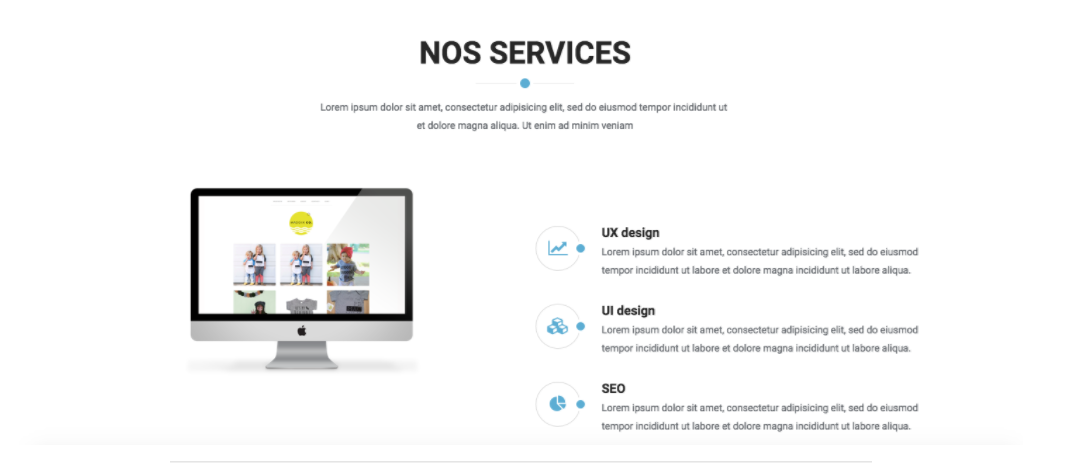 NOS SERVICES
Lorem ipsum dolor sit amet, consectetur adipisicing elit, sed do eiusmod tempor incididunt ut
et dolore magna aliqua. Ut enim ad minim veniam
UX design
Lorem ipsum dolor sit amet, consectetur adipisicing elit, sed do eiusmod
tempor incididunt ut labore et dolore magna incididunt ut labore aliqua.
UI design
Lorem ipsum dolor sit amet, consectetur adipisicing elit, sed do eiusmod
tempor incididunt ut labore et dolore magna incididunt ut labore aliqua.
SEO
Lorem ipsum dolor sit amet, consectetur adipisicing elit, sed do eiusmod
tempor incididunt ut labore et dolore magna incididunt ut labore aliqua.